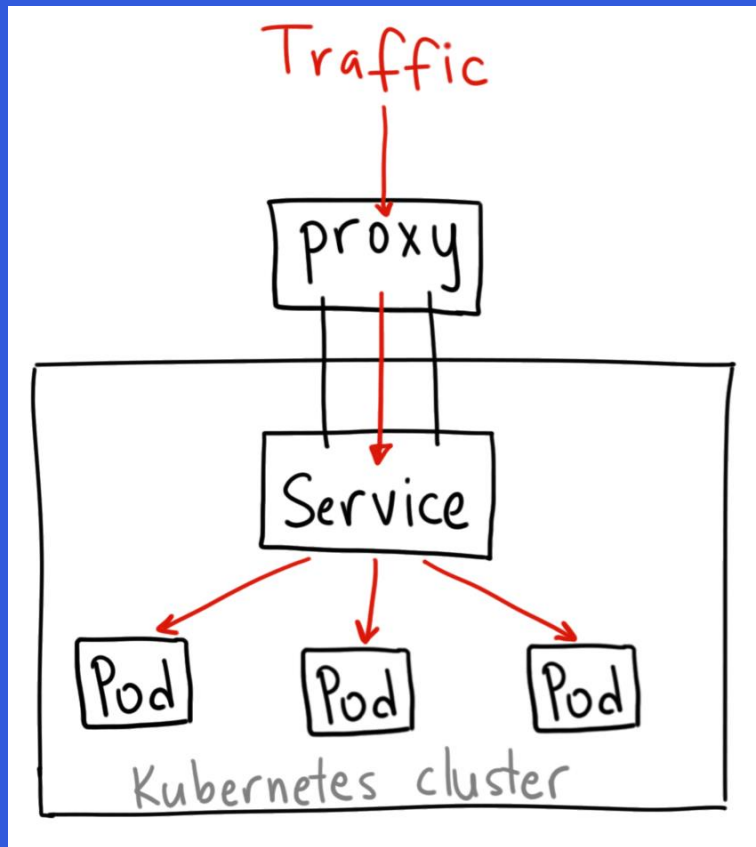 Traffic
proxy
Service
Pod
Pod
Pod
Kubernetes cluster